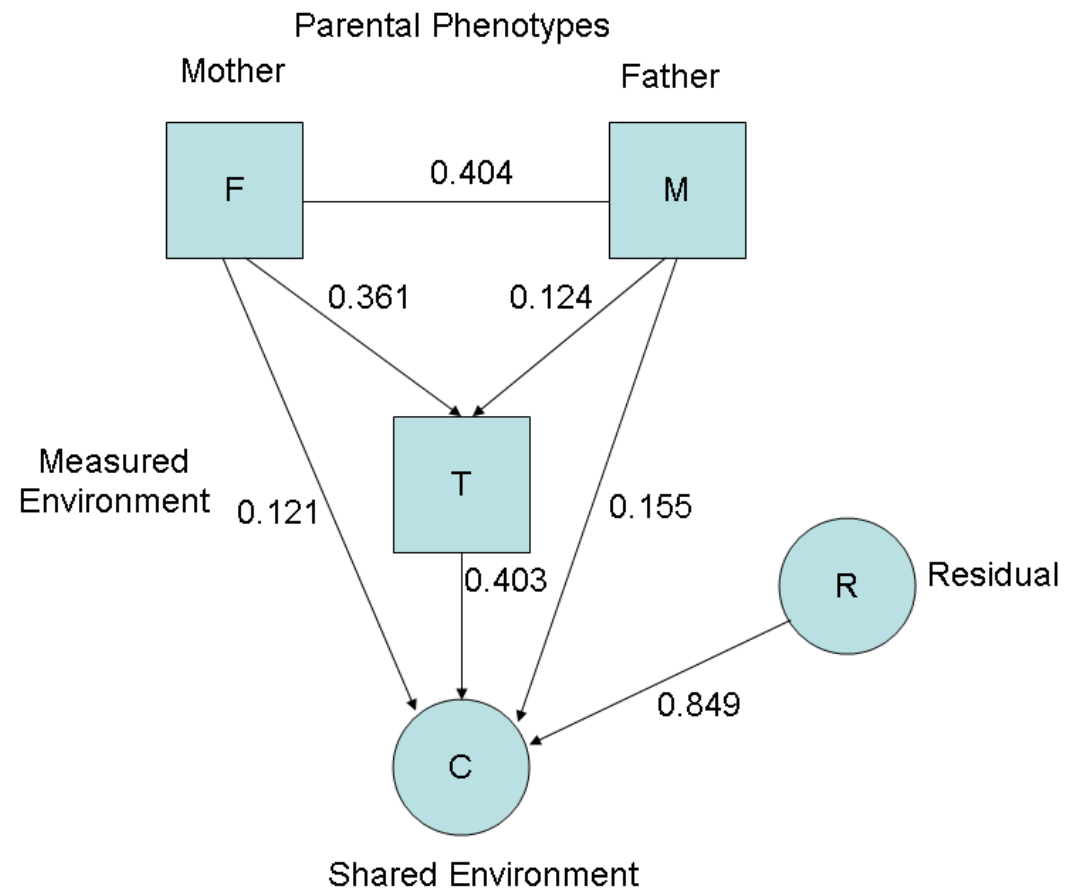 Parental Phenotypes
Mother
Father
F
0.404
M
0.361
0.124
Measured
Environment
T
0.121
0.155
0.403
R
Residual
0.849
C
Shared Environment